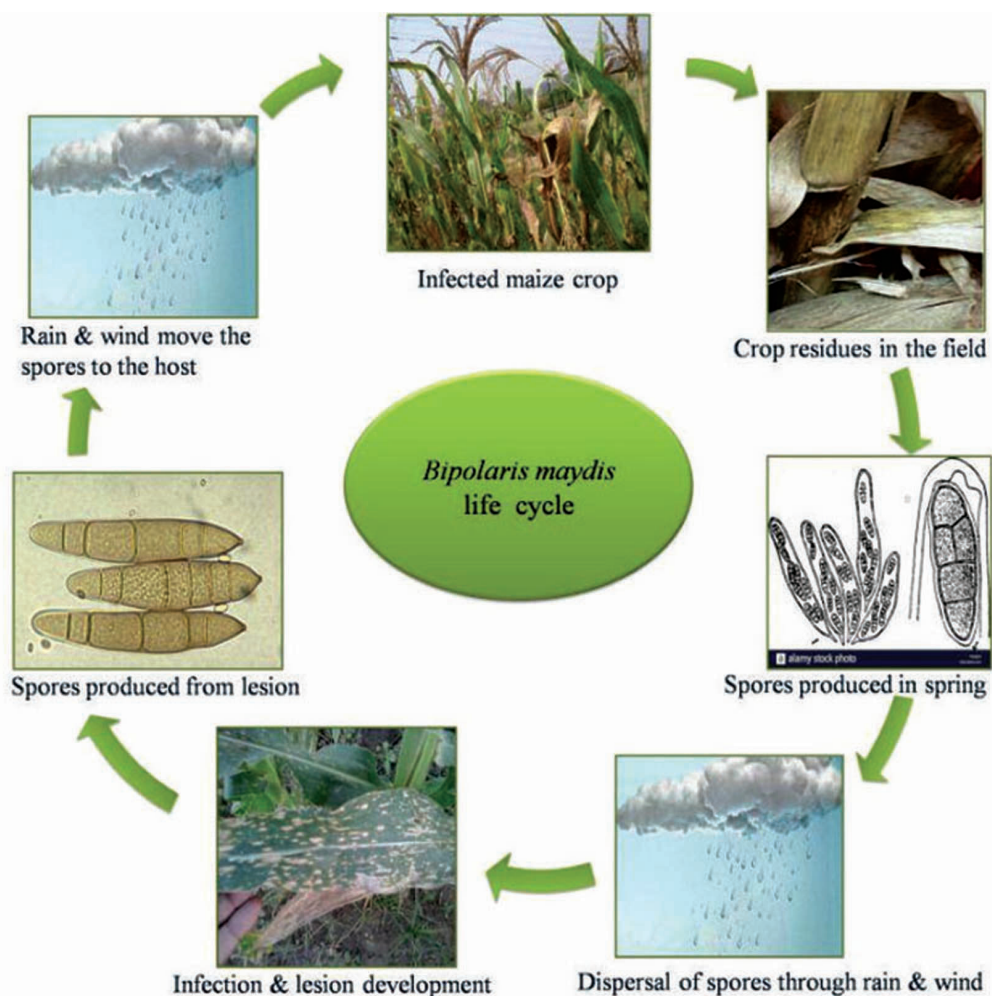 Infected maize crop
Crop residues in the field
Spores produced in spring
Dispersal of spores through rain & wind
Infection & lesion development
Spores produced from lesion
Rain & wind move the
spores to the host
Bipolaris maydis
life cycle
alamy stock photo